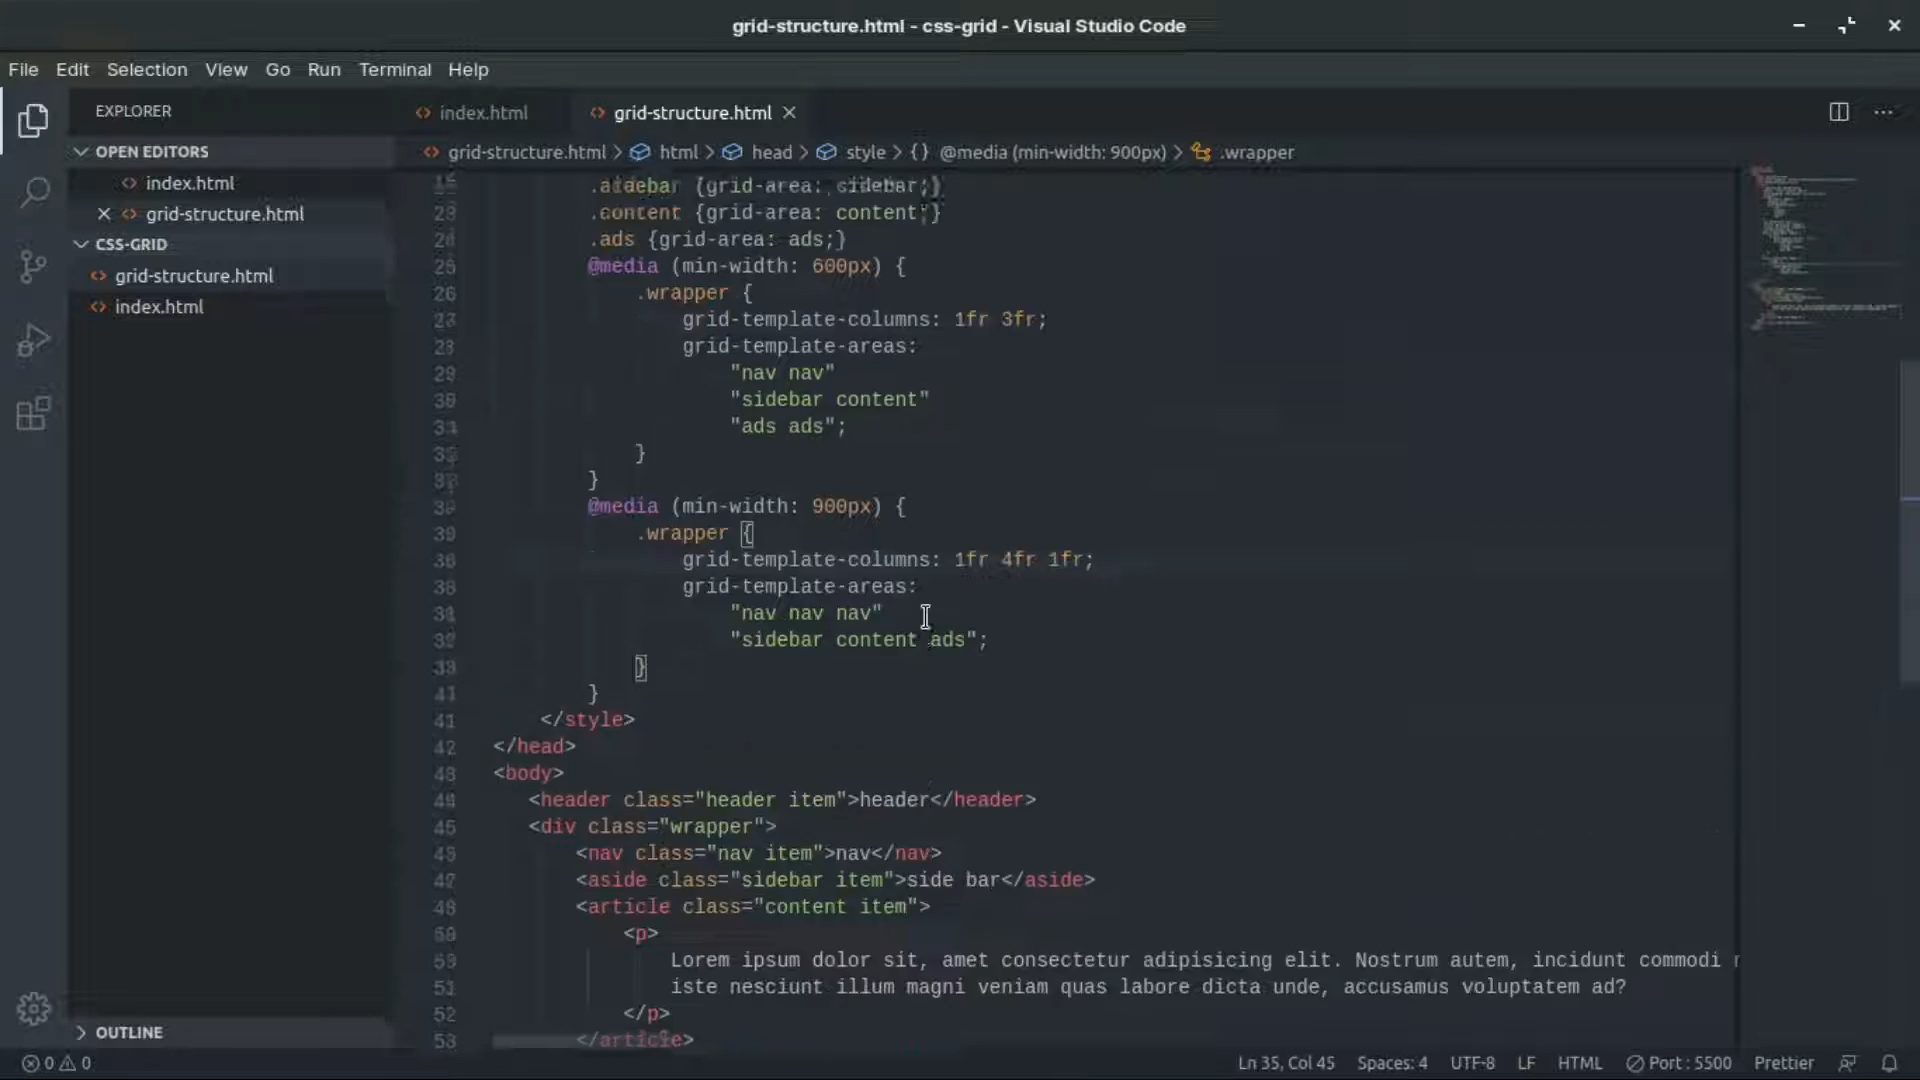 grid-structure.html - css-grid - Visual Studio Code
File Edit Selection View Go Run Terminal Help
EXPLORER
OPEN EDITORS
index.html
grid-structure.html
CSS-GRID
grid-structure.html
index.html
OUTLINE
index.html grid-structure.html
grid-structure.html > html > head > style > {} @media (min-width: 900px) > .wrapper
{grid-area: sidebar;}
.content {grid-area: content }
.ads {grid-area: ads;}
25 @media (min-width: 600px) {
26 .wrapper {
grid-template-columns: 1fr 3fr;
grid-template-areas:
"nav nav"
"sidebar content"
"ads ads";
}
}
@media (min-width: 900px) {
.wrapper {
grid-template-columns: 1fr 4fr 1fr;
grid-template-areas:
"nav nav nav"
"sidebar content ads";
}
41 }
41 </style>
42 </head>
<body>
<header class="header item">header</header>
<div class="wrapper">
<nav class="nav item">nav</nav>
<aside class="sidebar item">side bar</aside>
<article class="content item">
<p>
Lorem ipsum dolor sit, amet consectetur adipisicing elit. Nostrum autem, incidunt commodi
51 iste nesciunt illum magni veniam quas labore dicta unde, accusamus voluptatem ad?
52 </p>
53 </article>
0 0 Ln 35, Col 45 Spaces: 4 UTF-8 LF HTML Port : 5500 Prettier